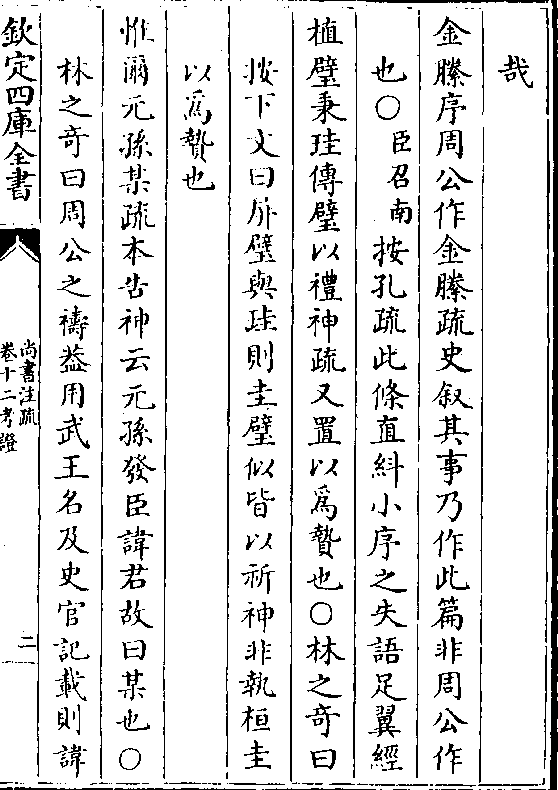 哉
金縢序周公作金縢疏史叙其事乃作此篇非周公作
也○臣召南按孔疏此條直糾小序之失語足翼經
植璧秉珪傳璧以禮神疏又置以爲贄也○林之奇曰
按下文曰屏璧與珪則圭璧似皆以祈神非執桓圭
以爲贄也
惟爾元孫某疏本告神云元孫發臣諱君故曰某也○
林之奇曰周公之禱蓋用武王名及史官記載則諱
欽定四庫全書
尚書注疏
卷十二考證
二